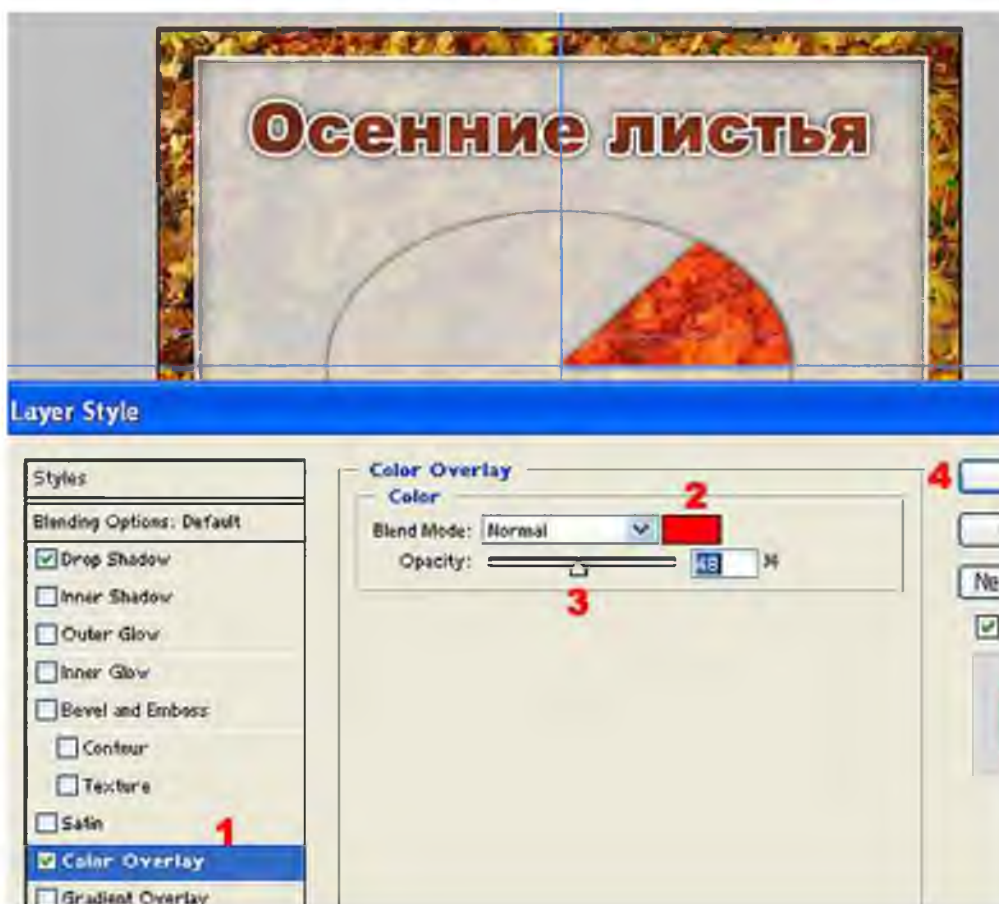 Осенние листья
Layer Style
Styles
Blending Options: Default
Drop Shadow
Inner Shadow
Outer Glow
Inner Glow
Bevel and Emboss
Contour
Texture
Satin
1
Color Overlay
Gradient Overlay
Color Overlay
Color
2
Blend Mode: Normal
Opacity: 48 %
3
4
Ne